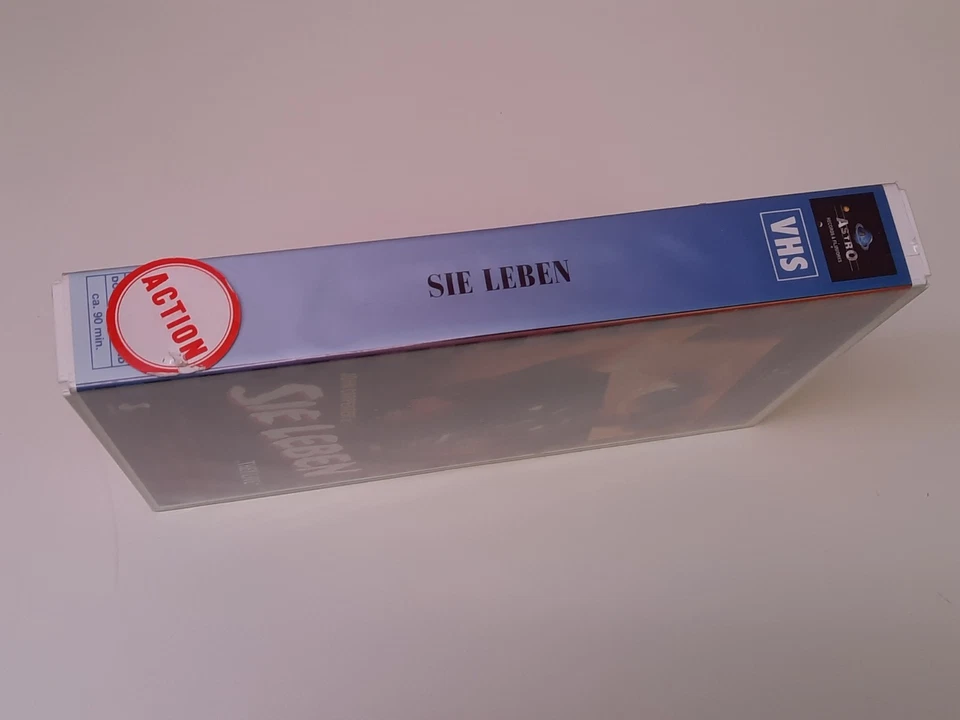 ACTION
ca. 90 min.
SIE LEBEN
VHS
ASTRO
SIE LEBEN